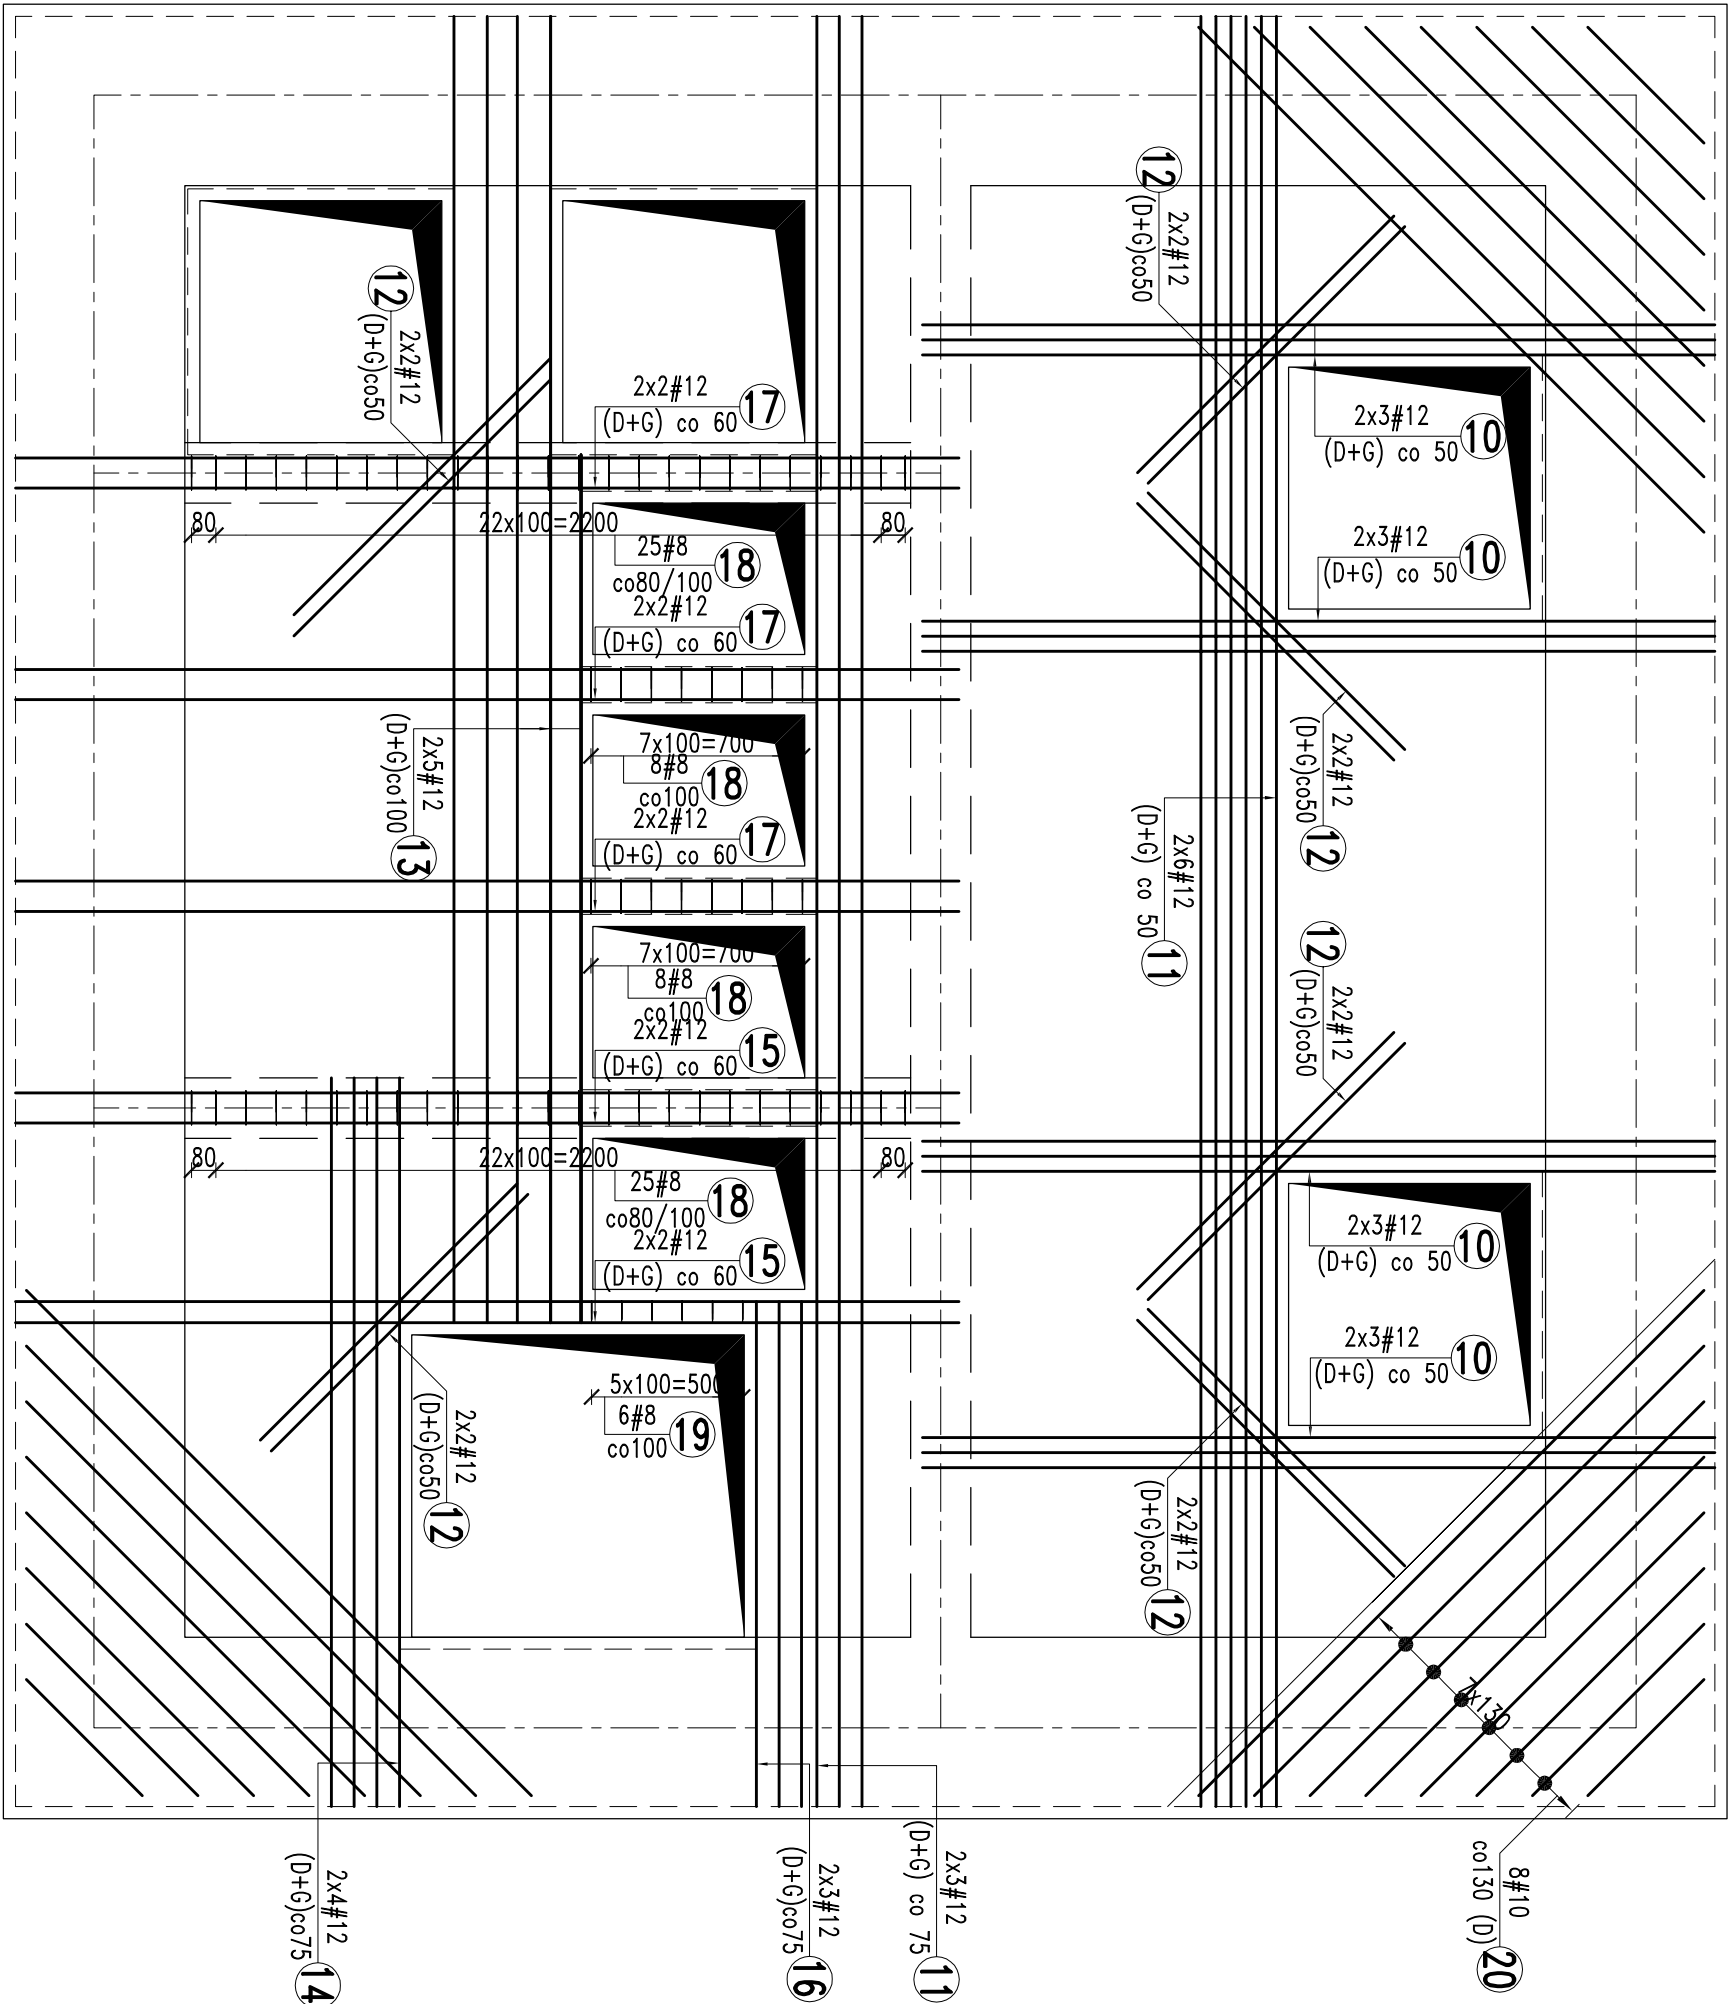 12
2x2#12
(D+G)co50
12
2x2#12
(D+G)co50
2x2#12
(D+G) co 60
17
2x3#12
(D+G) co 50
10
2x3#12
(D+G) co 50
10
80
22x100=2200
80
25#8
co80/100
18
2x2#12
(D+G) co 60
17
2x5#12
(D+G)co100
13
7x100=700
8#8
co100
18
2x2#12
(D+G) co 60
17
2x2#12
(D+G)co50
12
2x6#12
(D+G) co 50
11
12
2x2#12
(D+G)co50
7x100=700
8#8
co100
18
2x2#12
(D+G) co 60
15
80
22x100=2200
80
25#8
co80/100
18
2x2#12
(D+G) co 60
15
2x3#12
(D+G) co 50
10
2x3#12
(D+G) co 50
10
5x100=500
6#8
co100
19
2x2#12
(D+G)co50
12
2x2#12
(D+G)co50
12
7x130
2x4#12
(D+G)co75
14
2x3#12
(D+G)co75
16
2x3#12
(D+G) co 75
11
8#10
co130 (D)
20